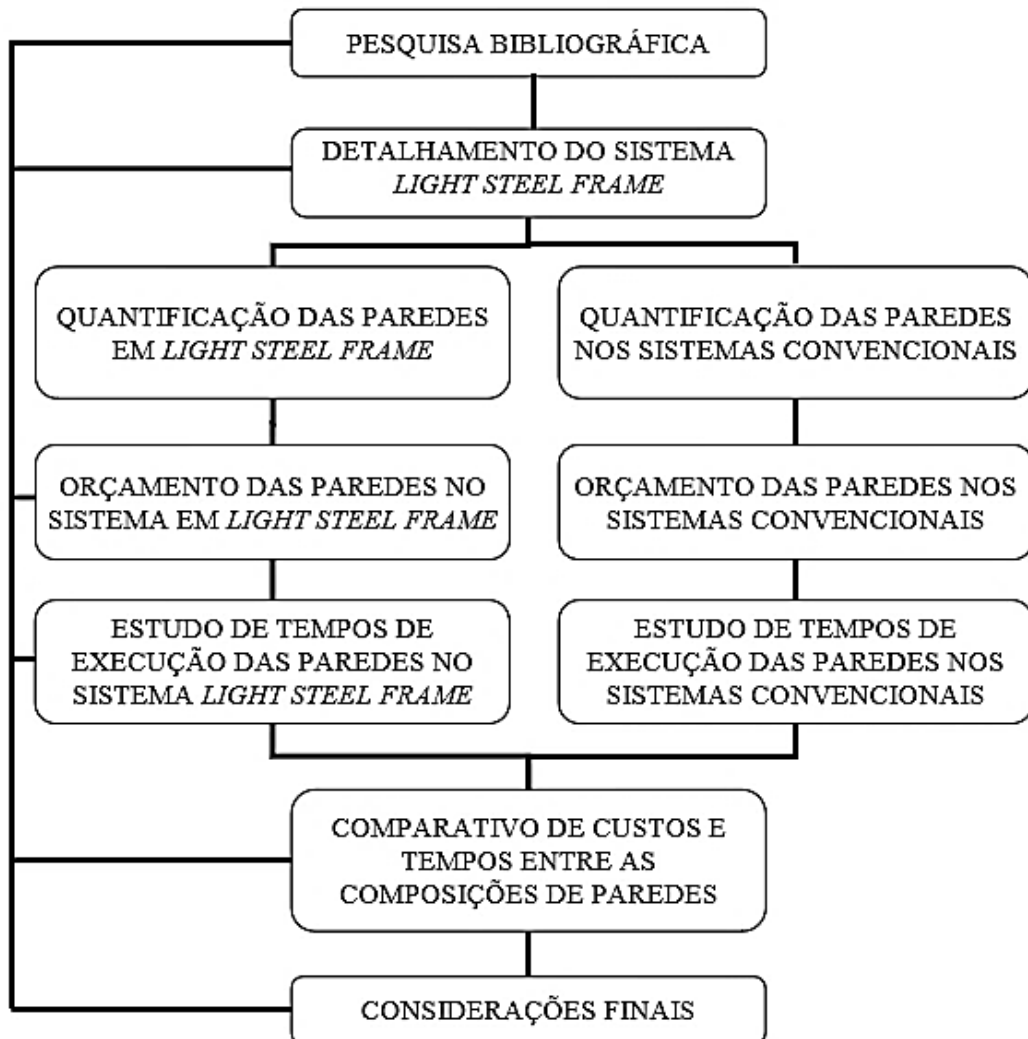 PESQUISA BIBLIOGRÁFICA
DETALHAMENTO DO SISTEMA
LIGHT STEEL FRAME
QUANTIFICAÇÃO DAS PAREDES
EM LIGHT STEEL FRAME
QUANTIFICAÇÃO DAS PAREDES
NOS SISTEMAS CONVENCIONAIS
ORÇAMENTO DAS PAREDES NO
SISTEMA EM LIGHT STEEL FRAME
ORÇAMENTO DAS PAREDES NOS
SISTEMAS CONVENCIONAIS
ESTUDO DE TEMPOS DE
EXECUÇÃO DAS PAREDES NO
SISTEMA LIGHT STEEL FRAME
ESTUDO DE TEMPOS DE
EXECUÇÃO DAS PAREDES NOS
SISTEMAS CONVENCIONAIS
COMPARATIVO DE CUSTOS E
TEMPOS ENTRE AS
COMPOSIÇÕES DE PAREDES
CONSIDERAÇÕES FINAIS